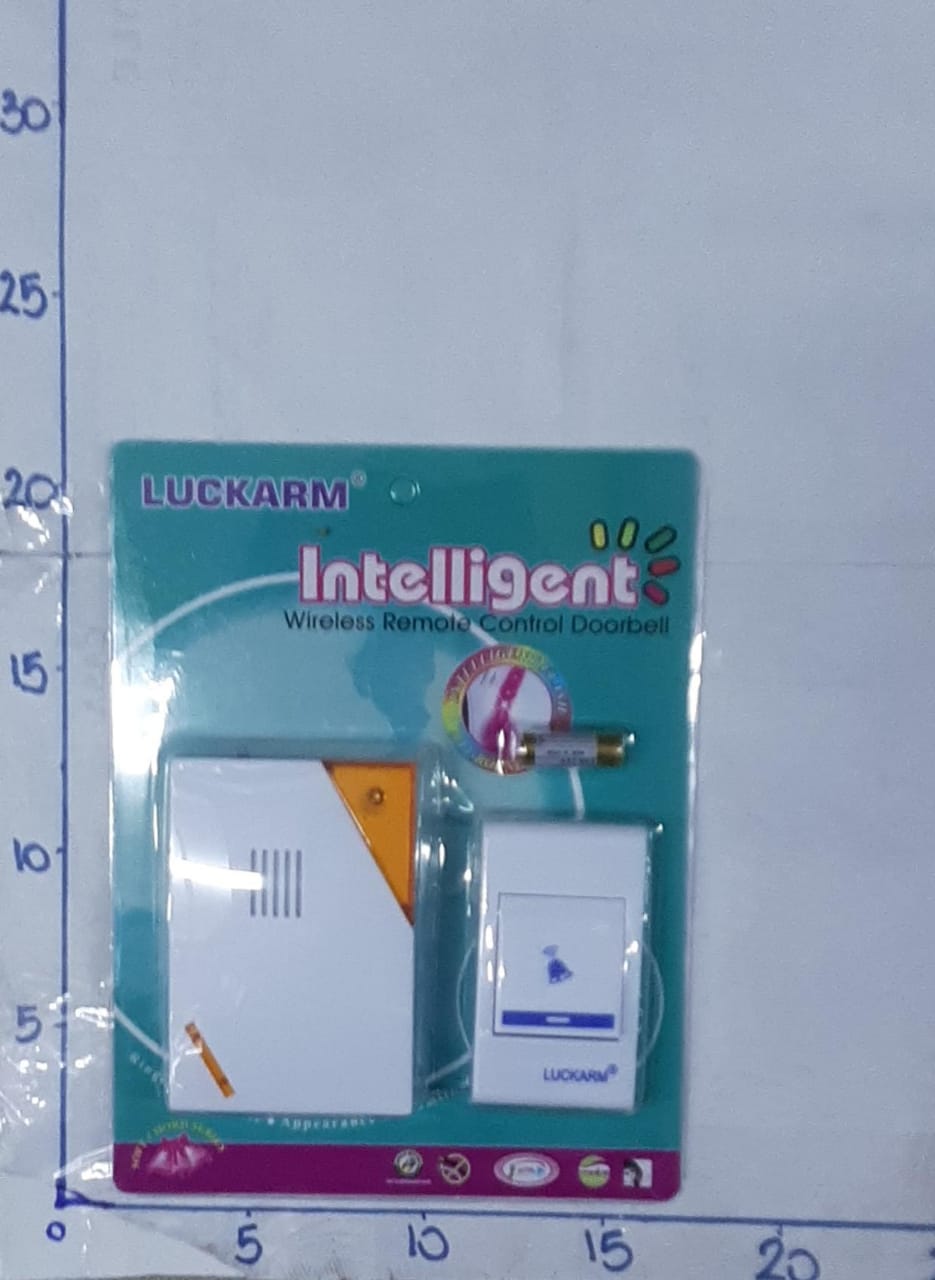 30
25
20
15
10
5
0
5
10
15
20
LUCKARM®
Intelligent
Wireless Remote Control Doorbell
LUCKARM®
Appearance